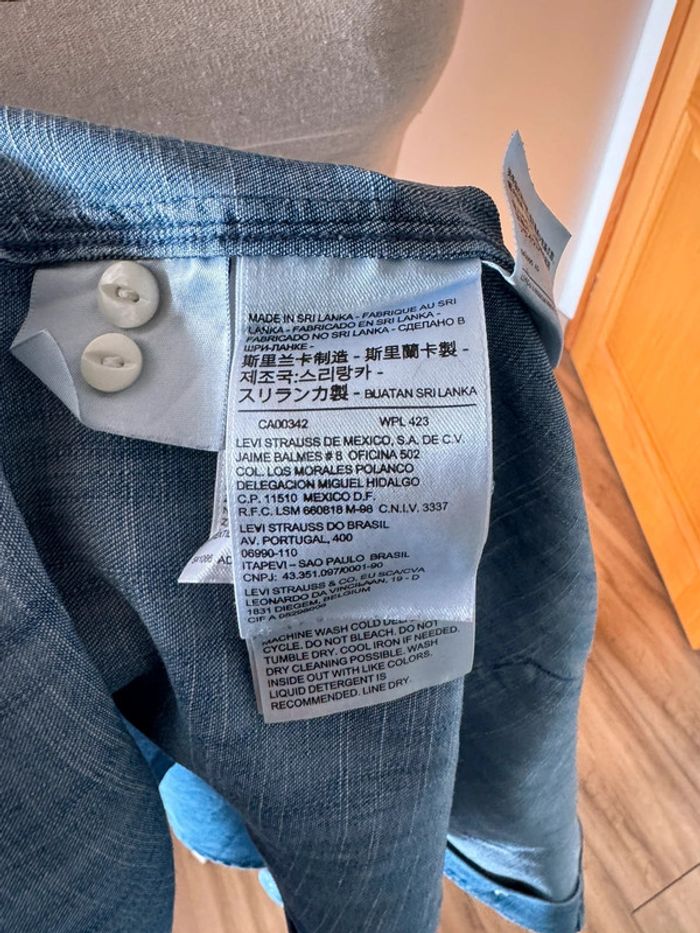 MADE IN SRI LANKA - FABRIQUE AU SRI
LANKA - FABRICADO EN SRI LANKA -
FABRICADO NO SRI LANKA - СДЕЛАНО В
ШРИ-ЛАНКЕ -
斯里兰卡制造 - 斯里蘭卡製 -
제조국:스리랑카 -
スリランカ製 - BUATAN SRI LANKA
CA00342 WPL 423
LEVI STRAUSS DE MEXICO, S.A. DE C.V.
JAIME BALMES # 8 OFICINA 502
COL. LOS MORALES POLANCO
DELEGACION MIGUEL HIDALGO
C.P. 11510 MEXICO D.F.
R.F.C. LSM 660818 M-98 C.N.I.V. 3337
LEVI STRAUSS DO BRASIL
AV. PORTUGAL, 400
06990-110
ITAPEVI - SAO PAULO BRASIL
CNPJ: 43.351.097/0001-90
LEVI STRAUSS & CO. EU SCA/CVA
LEONARDO DA VINCILAAN, 19 - D
1831 DIEGEM, BELGIUM
CIF A
MACHINE WASH COLD
CYCLE. DO NOT BLEACH. DO NOT
TUMBLE DRY. COOL IRON IF NEEDED.
DRY CLEANING POSSIBLE. WASH
INSIDE OUT WITH LIKE COLORS.
LIQUID DETERGENT IS
RECOMMENDED. LINE DRY.